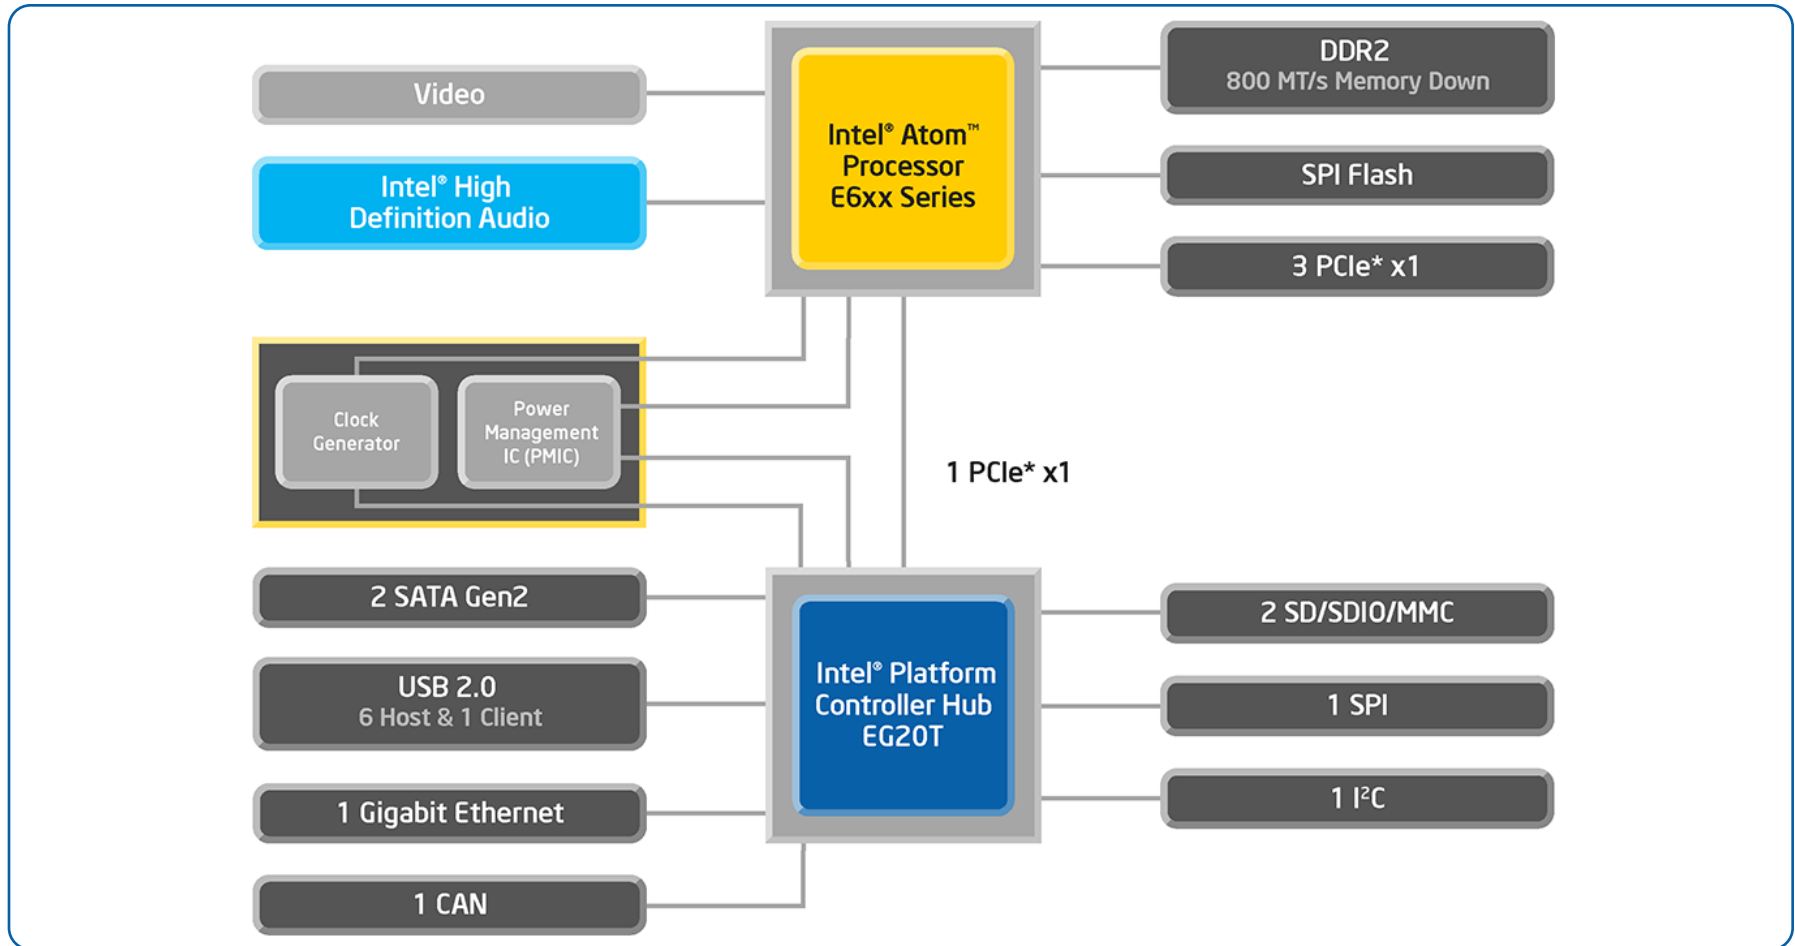 Video
Intel® High
Definition Audio
Intel® Atom™
Processor
E6xx Series
DDR2
800 MT/s Memory Down
SPI Flash
3 PCIe* x1
Clock
Generator
Power
Management
IC (PMIC)
1 PCIe* x1
2 SATA Gen2
USB 2.0
6 Host & 1 Client
1 Gigabit Ethernet
1 CAN
Intel® Platform
Controller Hub
EG20T
2 SD/SDIO/MMC
1 SPI
1 I²C